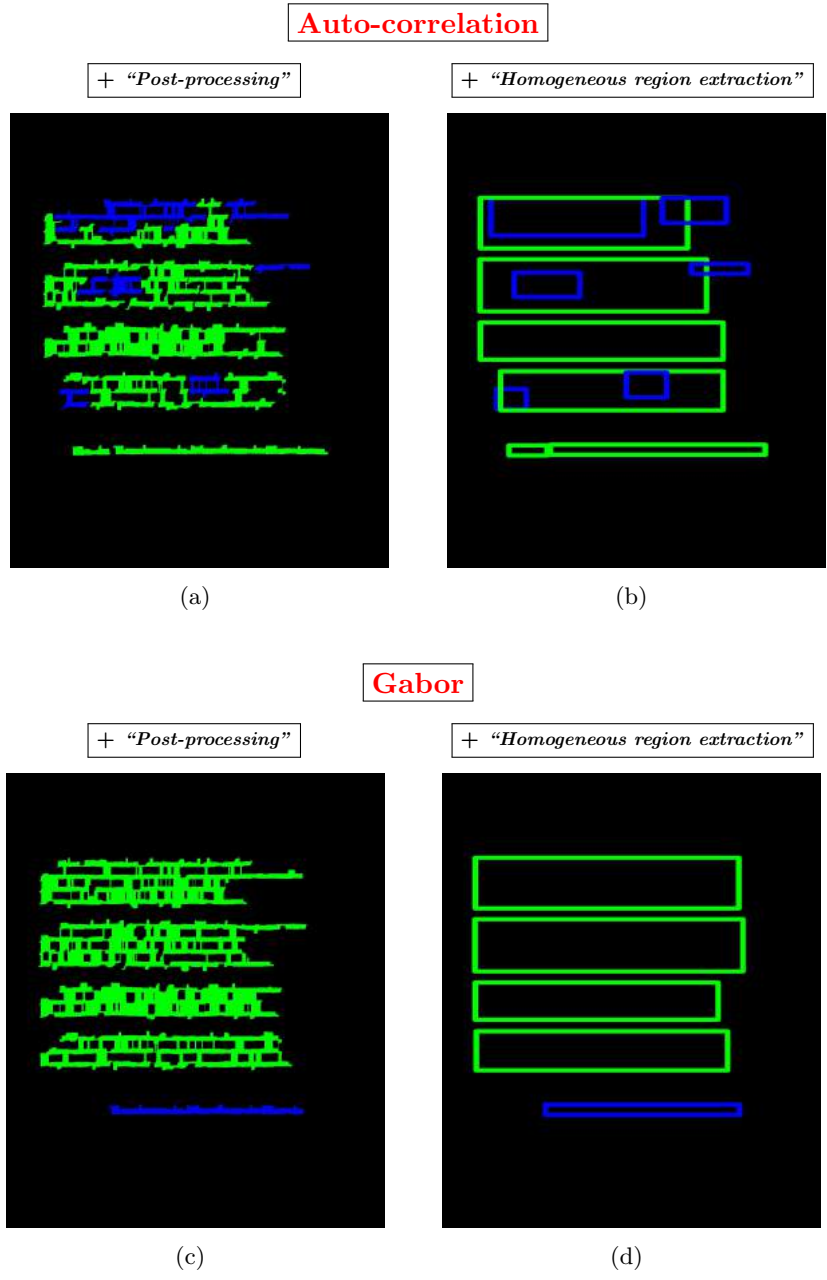 Auto-correlation
+ “Post-processing” + “Homogeneous region extraction”
(a) (b)
Gabor
+ “Post-processing” + “Homogeneous region extraction”
(c) (d)